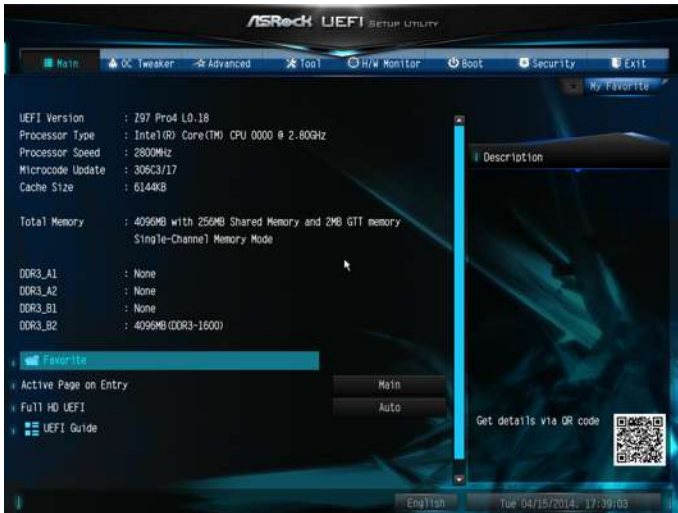 ASRock UEFI SETUP UTILITY
Main OC Tweaker Advanced Tool H/W Monitor Boot Security Exit
My Favorite
UEFI Version : Z97 Pro4 L0.18
Processor Type : Intel(R) Core(TM) CPU 0000 @ 2.80GHz
Processor Speed : 2800MHz
Microcode Update : 306C3/17
Cache Size : 6144KB
Total Memory : 4096MB with 256MB Shared Memory and 2MB GTT memory
Single-Channel Memory Mode
DDR3_A1 : None
DDR3_A2 : None
DDR3_B1 : None
DDR3_B2 : 4096MB(DDR3-1600)
Favorite
Active Page on Entry Main
Full HD UEFI Auto
UEFI Guide
Description
Get details via QR code
English Tue 04/15/2014, 17:39:03